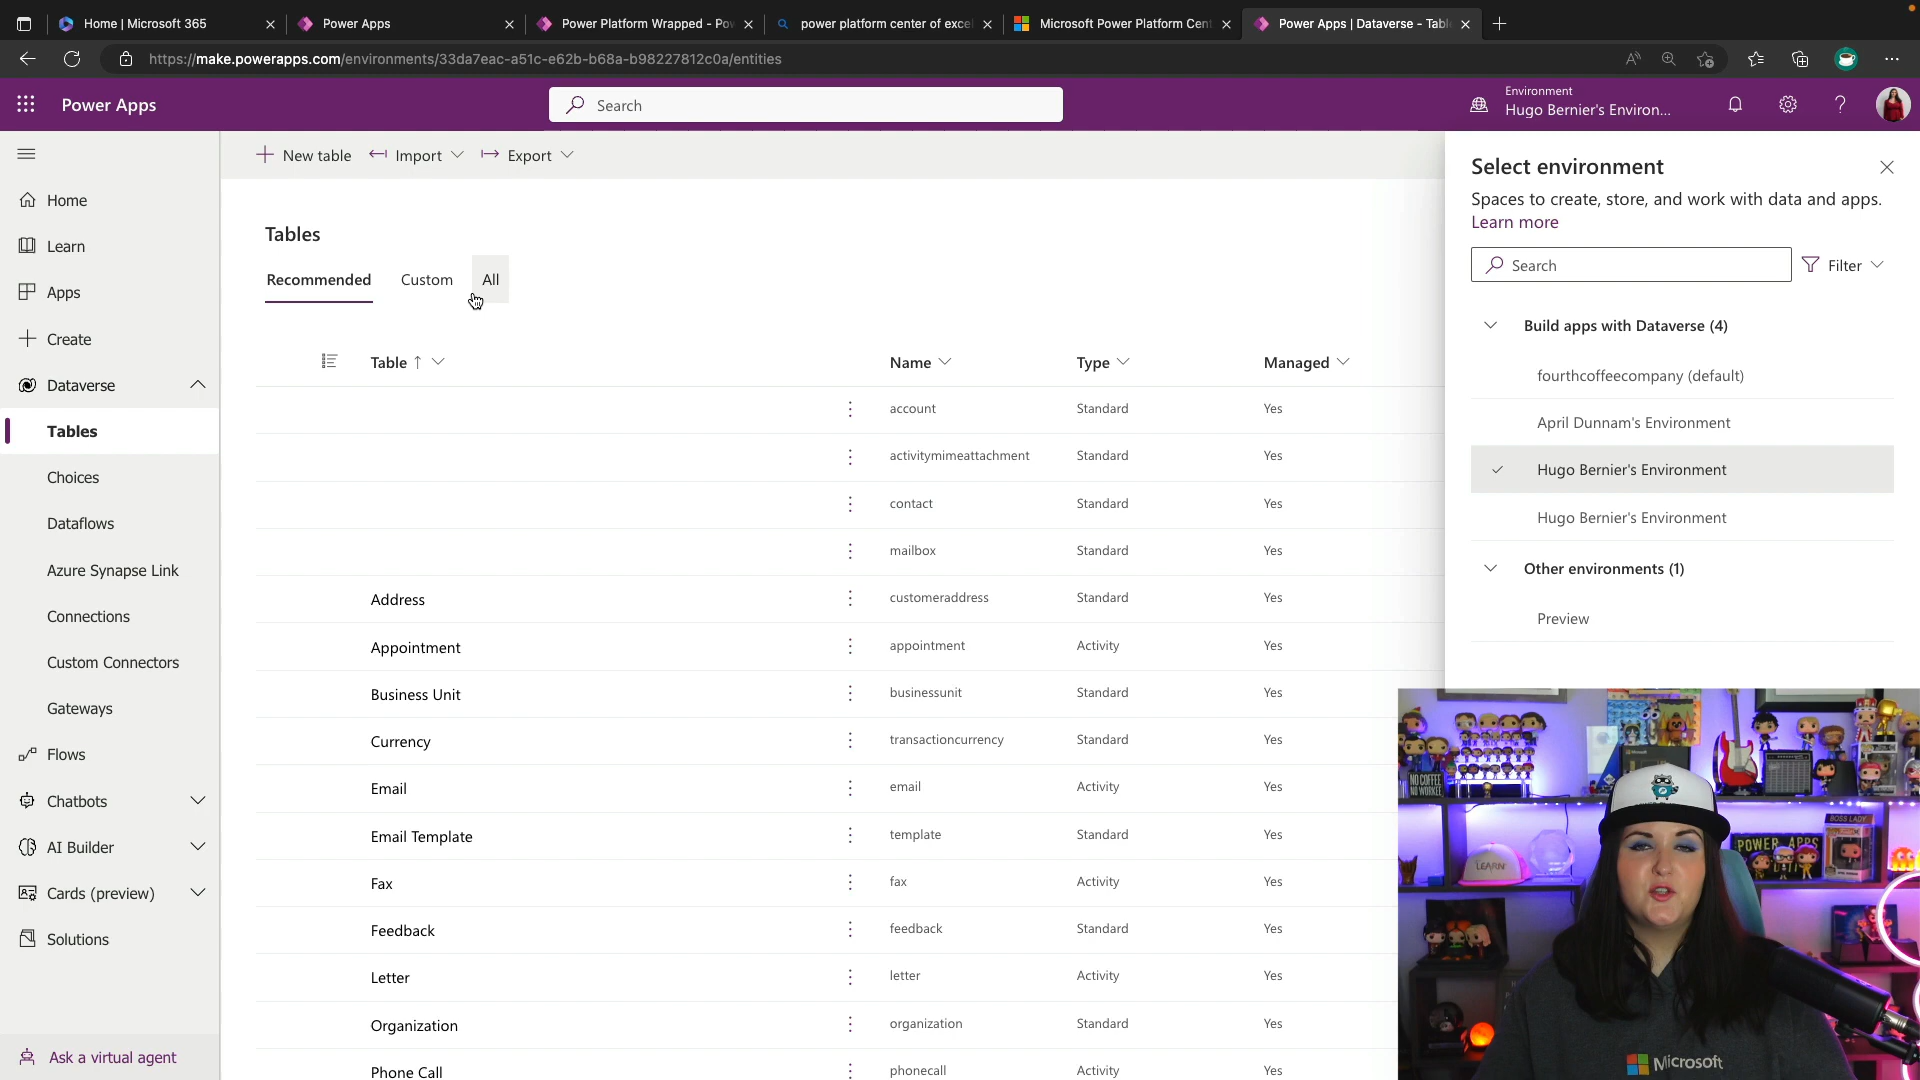 Home | Microsoft 365
Power Apps
Power Platform Wrapped - Pow
power platform center of excel
Microsoft Power Platform Cent
Power Apps | Dataverse - Tabl
https://make.powerapps.com/environments/33da7eac-a51c-e62b-b68a-b98227812c0a/entities
Power Apps
Search
Environment
Hugo Bernier's Environ...
New table
Import
Export
Home
Learn
Apps
Create
Dataverse
Tables
Choices
Dataflows
Azure Synapse Link
Connections
Custom Connectors
Gateways
Flows
Chatbots
AI Builder
Cards (preview)
Solutions
Ask a virtual agent
Tables
Recommended Custom All
Table ↑ Name Type Managed
account Standard Yes
activitymimeattachment Standard Yes
contact Standard Yes
mailbox Standard Yes
Address customeraddress Standard Yes
Appointment appointment Activity Yes
Business Unit businessunit Standard Yes
Currency transactioncurrency Standard Yes
Email email Activity Yes
Email Template template Standard Yes
Fax fax Activity Yes
Feedback feedback Standard Yes
Letter letter Activity Yes
Organization organization Standard Yes
Phone Call phonecall Activity Yes
Select environment
Spaces to create, store, and work with data and apps.
Learn more
Search
Filter
Build apps with Dataverse (4)
fourthcoffeecompany (default)
April Dunnam's Environment
Hugo Bernier's Environment
Hugo Bernier's Environment
Other environments (1)
Preview
NO COFFEE
NO WORKEE
LEARN
POWER APPS
BOSS LADY
Microsoft